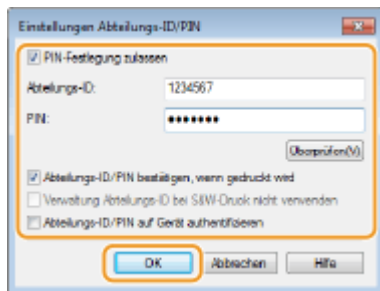 Einstellungen Abteilungs-ID/PIN
PIN-Festlegung zulassen
Abteilungs-ID: 1234567
PIN: •••••••
Überprüfen(V)
Abteilungs-ID/PIN bestätigen, wenn gedruckt wird
Verwaltung Abteilungs-ID bei S&W-Druck nicht verwenden
Abteilungs-ID/PIN auf Gerät authentifizieren
OK Abbrechen Hilfe